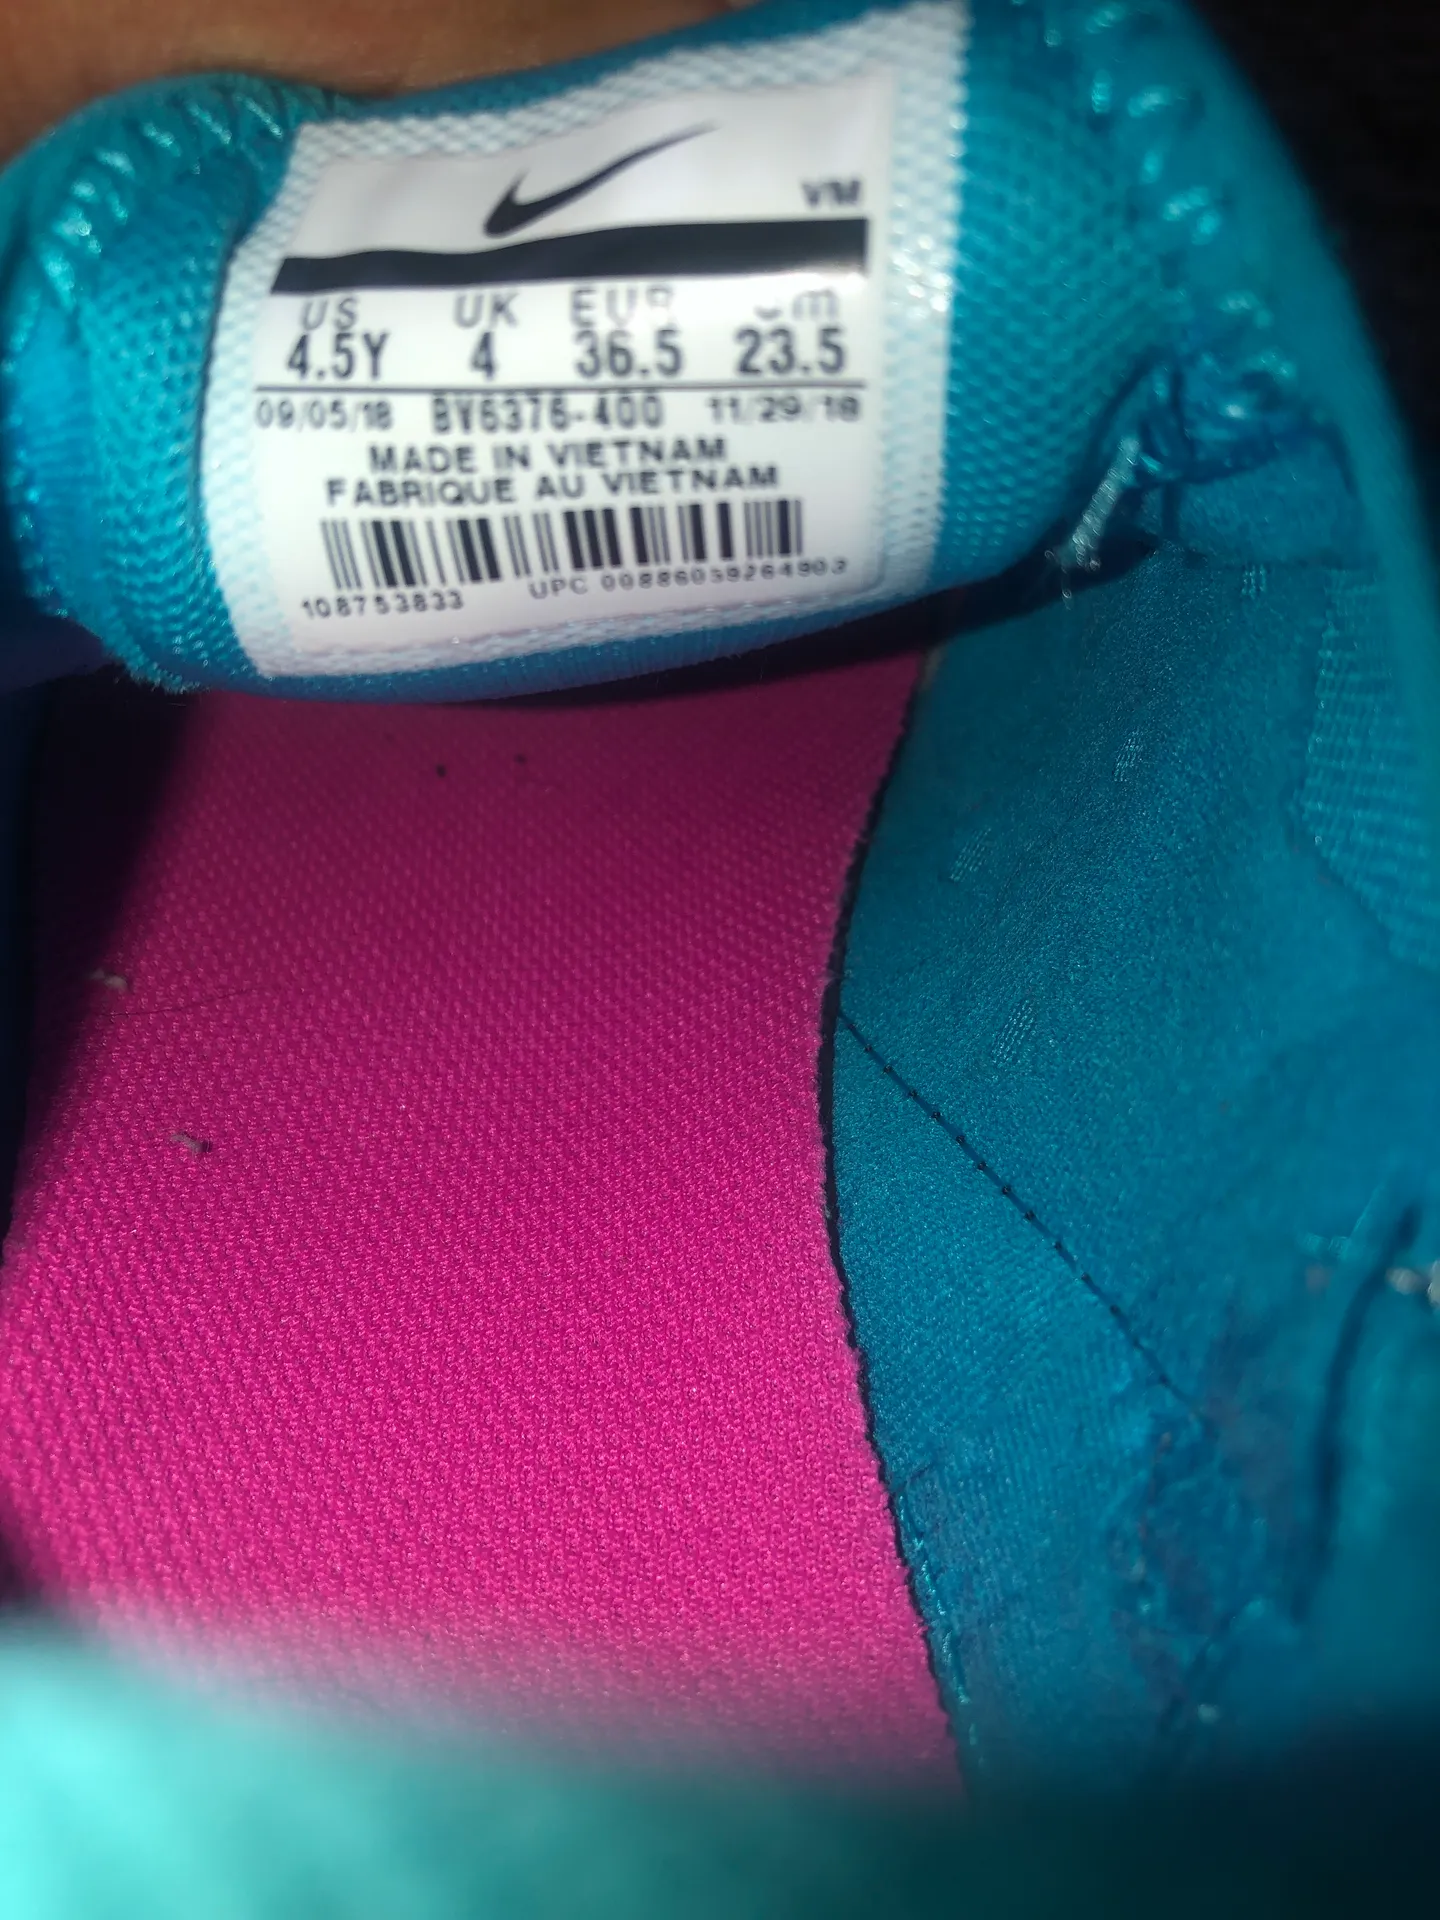 VM
US UK EUR cm
4.5Y 4 36.5 23.5
09/05/18 BV6376-400 11/29/18
MADE IN VIETNAM
FABRIQUE AU VIETNAM
UPC 00886059264903
108753833